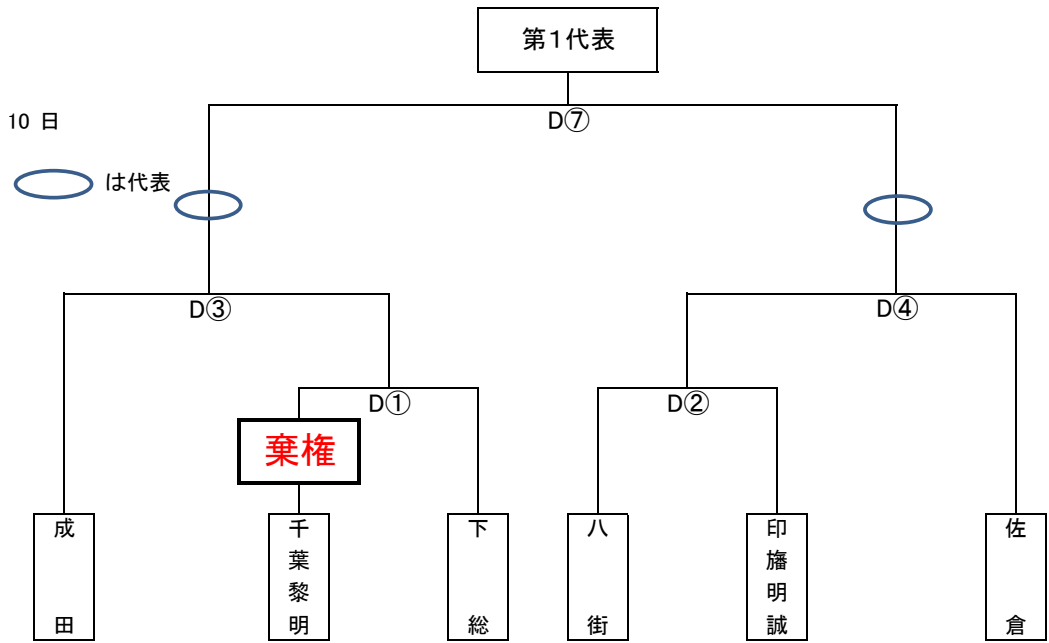 第1代表
D⑦
10 日
は代表
D③
D④
D①
D②
棄権
成田
千葉黎明
下総
八街
印旛明誠
佐倉